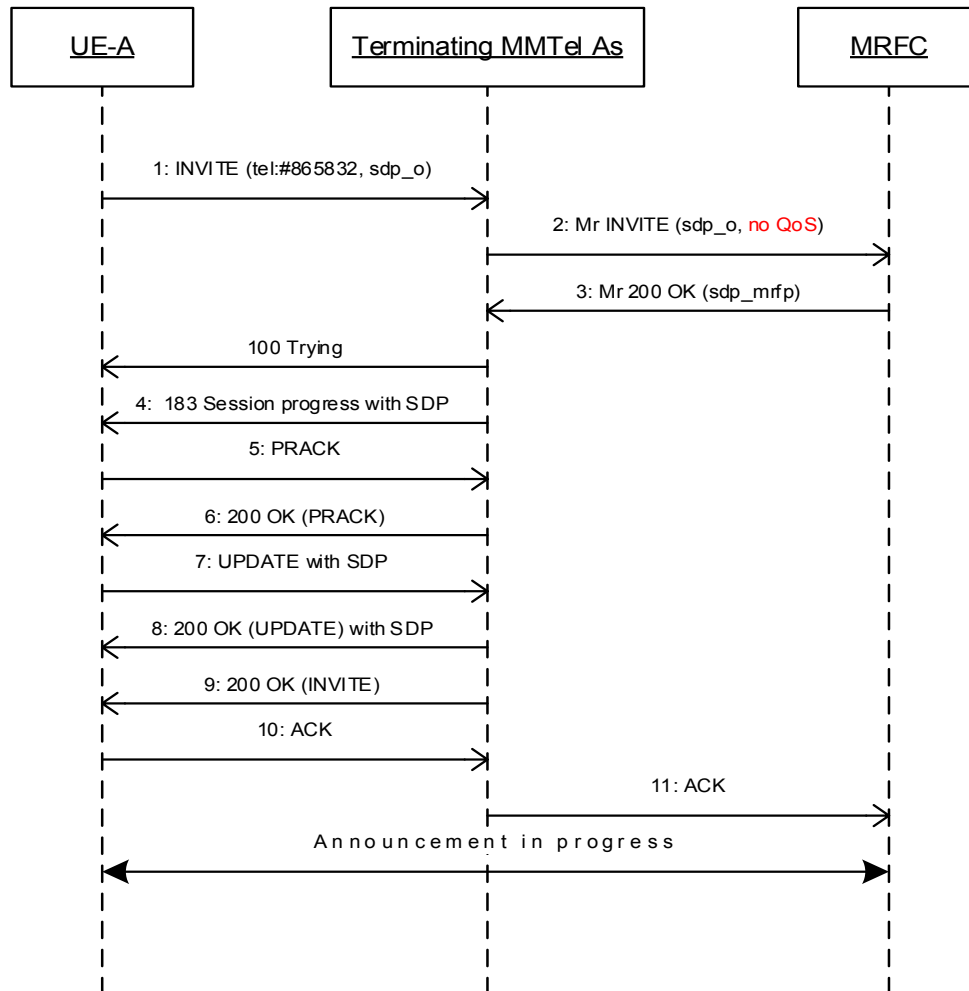 UE-A
Terminating MMTel As
MRFC
1: INVITE (tel:#865832, sdp_o)
2: Mr INVITE (sdp_o, no QoS)
3: Mr 200 OK (sdp_mrfp)
100 Trying
4: 183 Session progress with SDP
5: PRACK
6: 200 OK (PRACK)
7: UPDATE with SDP
8: 200 OK (UPDATE) with SDP
9: 200 OK (INVITE)
10: ACK
11: ACK
Announcement in progress